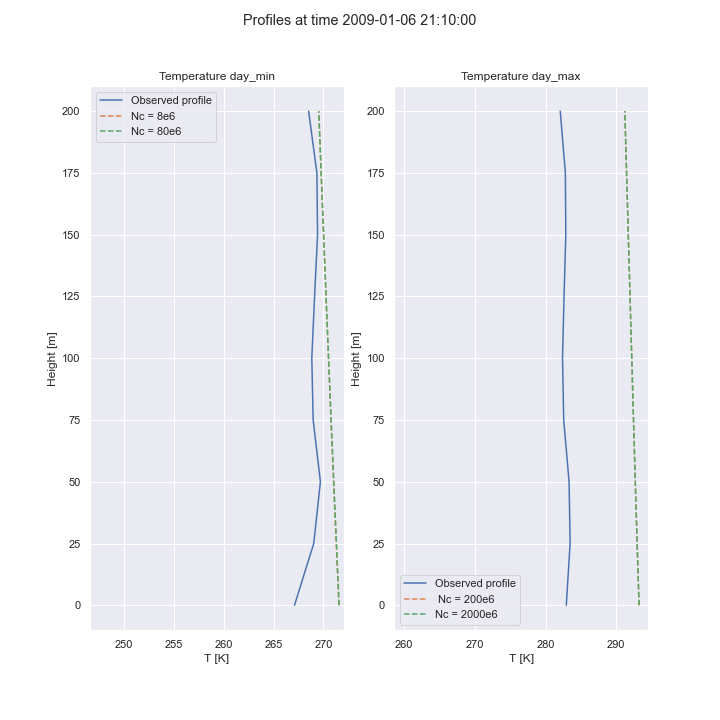 Profiles at time 2009-01-06 21:10:00
Temperature day_min
Observed profile
Nc = 8e6
Nc = 80e6
200
175
150
125
100
75
50
25
0
Height [m]
250 255 260 265 270
T [K]
Temperature day_max
200
175
150
125
100
75
50
25
0
Height [m]
Observed profile
Nc = 200e6
Nc = 2000e6
260 270 280 290
T [K]